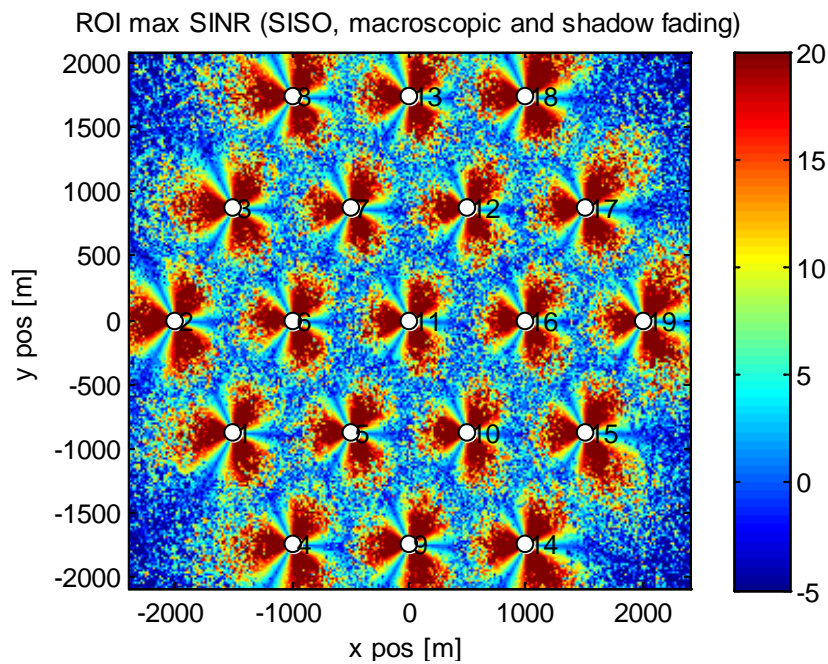 ROI max SINR (SISO, macroscopic and shadow fading)
2000
1500
1000
500
0
-500
-1000
-1500
-2000
y pos [m]
8 13 18
3 7 12 17
2 6 11 16 19
1 5 10 15
4 9 14
-2000 -1000 0 1000 2000
x pos [m]
20
15
10
5
0
-5